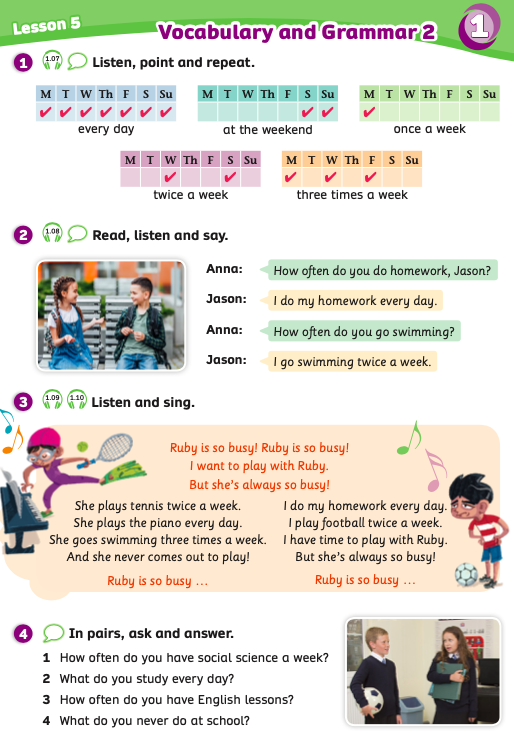 Lesson 5
Vocabulary and Grammar 2
1
1 1.07 Listen, point and repeat.
M T W Th F S Su
every day
M T W Th F S Su
at the weekend
M T W Th F S Su
once a week
M T W Th F S Su
twice a week
M T W Th F S Su
three times a week
2 1.08 Read, listen and say.
Anna: How often do you do homework, Jason?
Jason: I do my homework every day.
Anna: How often do you go swimming?
Jason: I go swimming twice a week.
3 1.09 1.10 Listen and sing.
Ruby is so busy! Ruby is so busy!
I want to play with Ruby.
But she's always so busy!
She plays tennis twice a week.
She plays the piano every day.
She goes swimming three times a week.
And she never comes out to play!
Ruby is so busy ...
I do my homework every day.
I play football twice a week.
I have time to play with Ruby.
But she's always so busy!
Ruby is so busy ...
4 In pairs, ask and answer.
1 How often do you have social science a week?
2 What do you study every day?
3 How often do you have English lessons?
4 What do you never do at school?